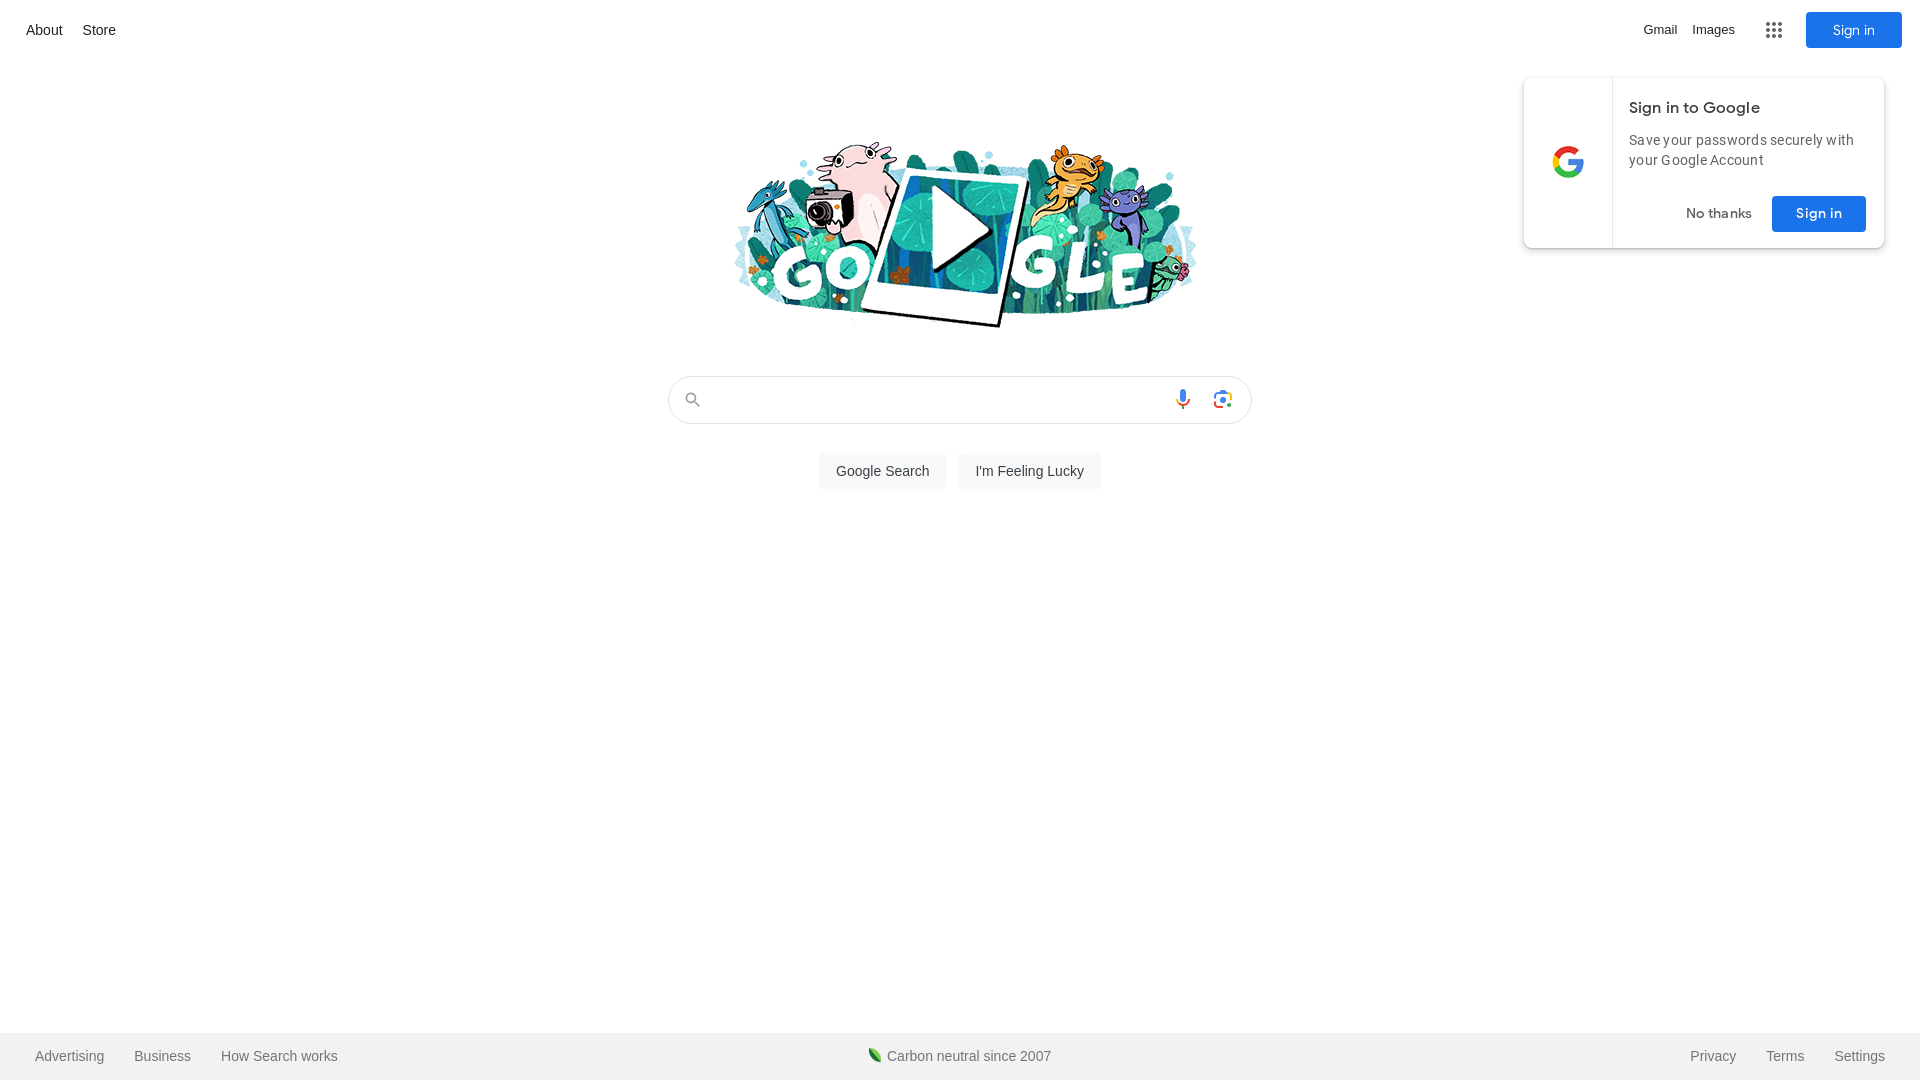 About Store
Gmail Images Sign in
Sign in to Google
Save your passwords securely with
your Google Account
No thanks Sign in
GO GLE
Google Search I'm Feeling Lucky
Advertising Business How Search works Carbon neutral since 2007 Privacy Terms Settings